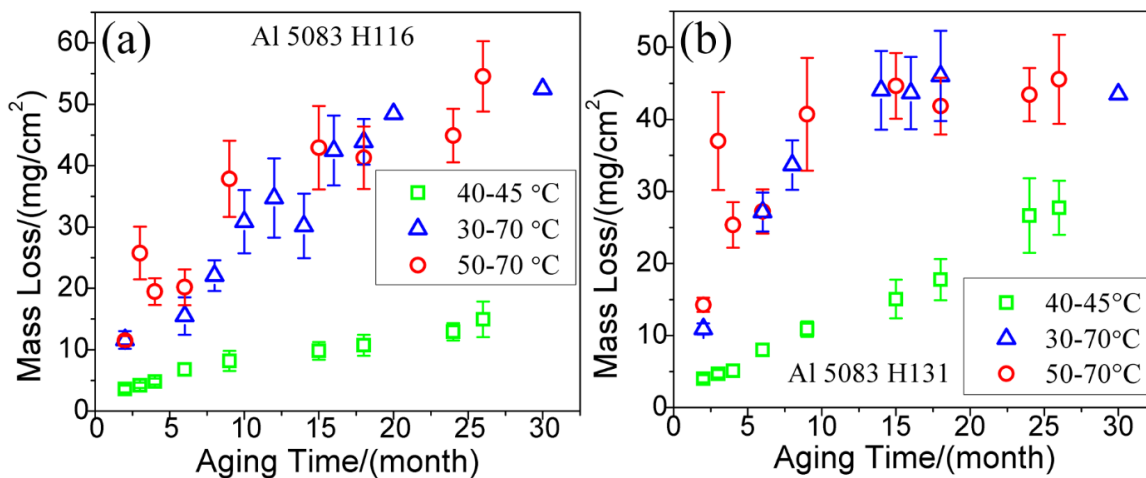 (a)
Al 5083 H116
Mass Loss/(mg/cm²)
60
50
40
30
20
10
0
40-45 °C
30-70 °C
50-70 °C
0 5 10 15 20 25 30
Aging Time/(month)
(b)
Mass Loss/(mg/cm²)
50
40
30
20
10
0
40-45°C
30-70°C
50-70°C
Al 5083 H131
0 5 10 15 20 25 30
Aging Time/(month)